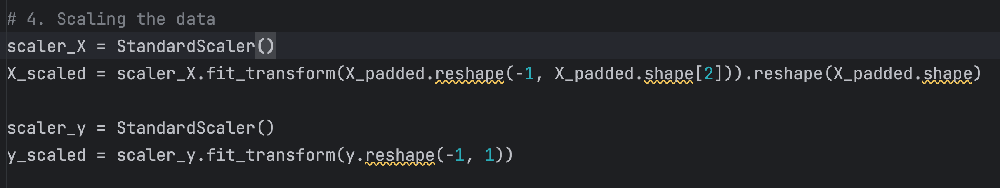 # 4. Scaling the data
scaler_X = StandardScaler()
X_scaled = scaler_X.fit_transform(X_padded.reshape(-1, X_padded.shape[2])).reshape(X_padded.shape)
scaler_y = StandardScaler()
y_scaled = scaler_y.fit_transform(y.reshape(-1, 1))